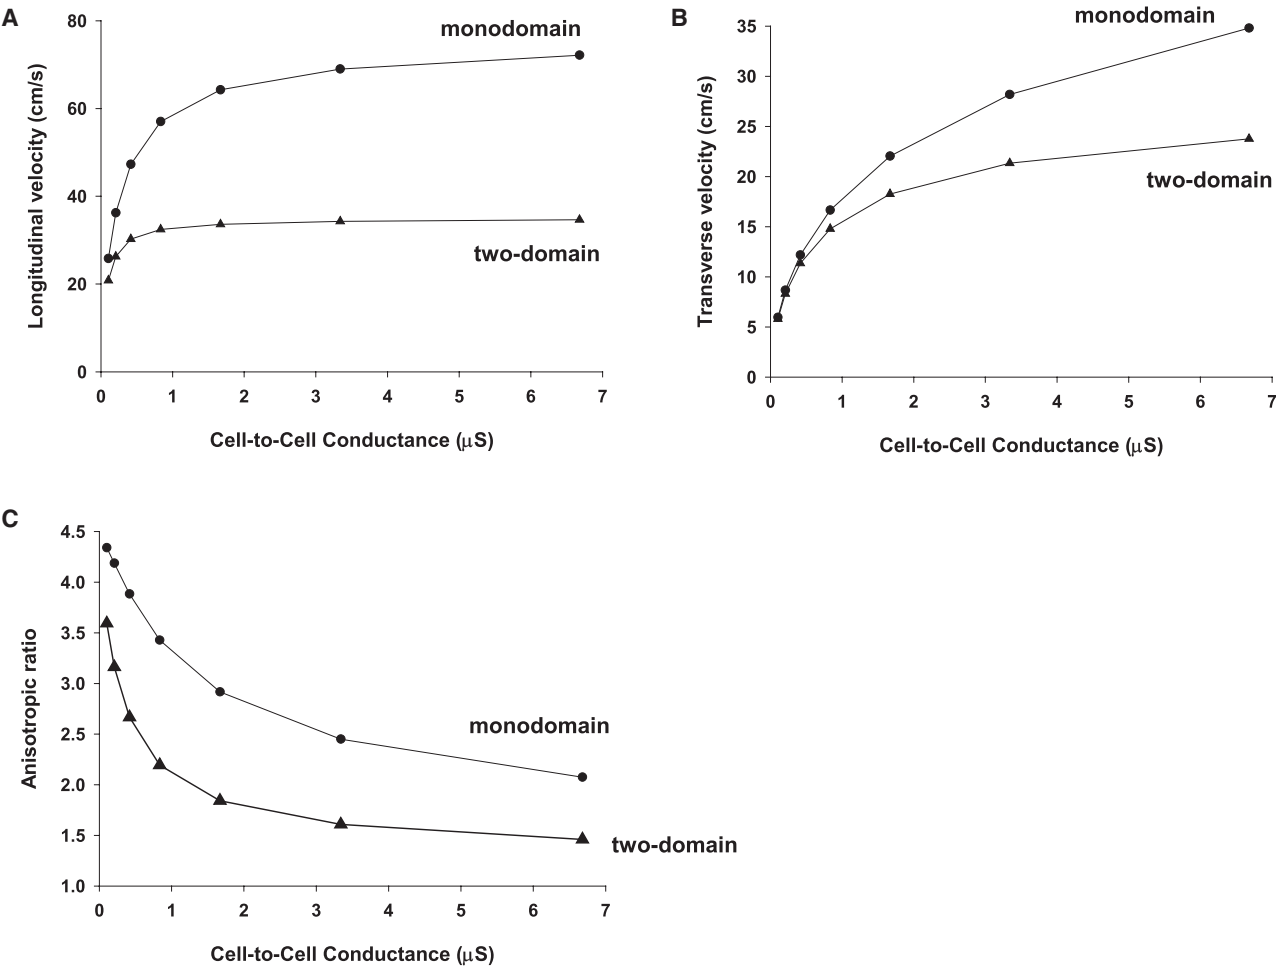 A
80
60
40
20
0
Longitudinal velocity (cm/s)
monodomain
two-domain
0 1 2 3 4 5 6 7
Cell-to-Cell Conductance (μS)
B
35
30
25
20
15
10
5
0
Transverse velocity (cm/s)
monodomain
two-domain
0 1 2 3 4 5 6 7
Cell-to-Cell Conductance (μS)
C
4.5
4.0
3.5
3.0
2.5
2.0
1.5
1.0
Anisotropic ratio
monodomain
two-domain
0 1 2 3 4 5 6 7
Cell-to-Cell Conductance (μS)